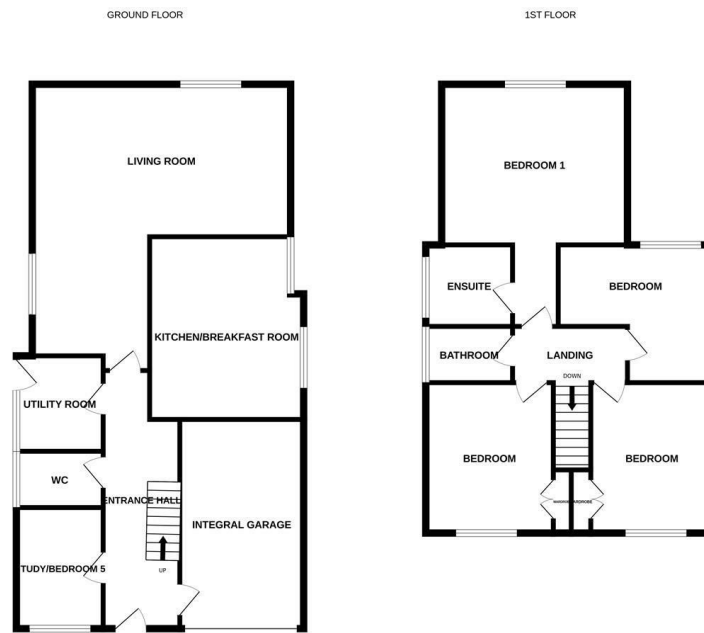 GROUND FLOOR
1ST FLOOR
LIVING ROOM
BEDROOM 1
ENSUITE
BEDROOM
KITCHEN/BREAKFAST ROOM
BATHROOM
LANDING
DOWN
UTILITY ROOM
BEDROOM
BEDROOM
WC
ENTRANCE HALL
INTEGRAL GARAGE
TUDY/BEDROOM 5
UP